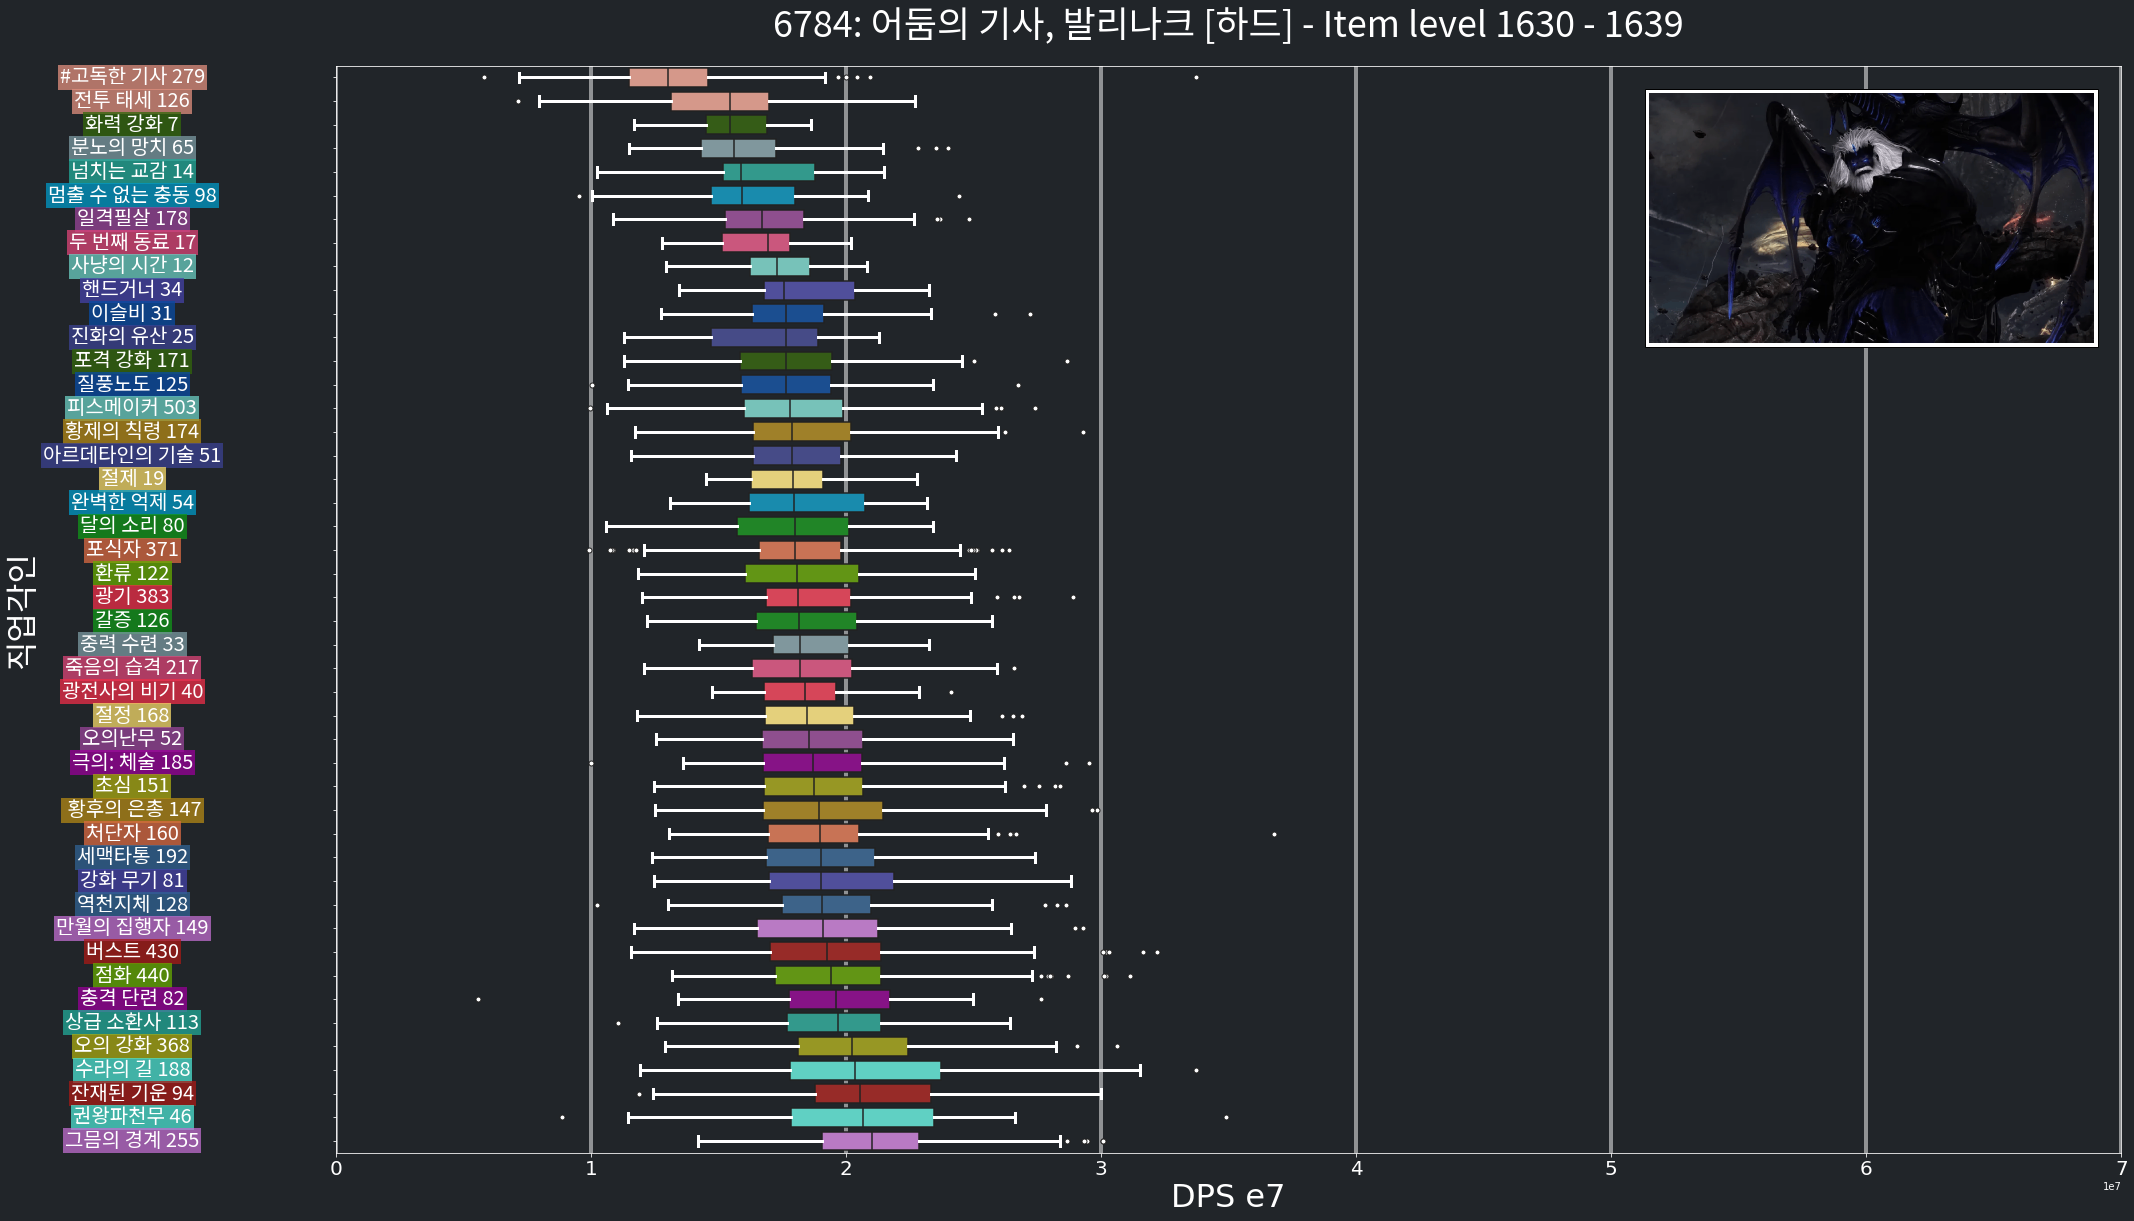 6784: 어둠의 기사, 발리나크 [하드] - Item level 1630 - 1639
직업각인
#고독한 기사 279
전투 태세 126
화력 강화 7
분노의 망치 65
넘치는 교감 14
멈출 수 없는 충동 98
일격필살 178
두 번째 동료 17
사냥의 시간 12
핸드거너 34
이슬비 31
진화의 유산 25
포격 강화 171
질풍노도 125
피스메이커 503
황제의 칙령 174
아르데타인의 기술 51
절제 19
완벽한 억제 54
달의 소리 80
포식자 371
환류 122
광기 383
갈증 126
중력 수련 33
죽음의 습격 217
광전사의 비기 40
절정 168
오의난무 52
극의: 체술 185
초심 151
황후의 은총 147
처단자 160
세맥타통 192
강화 무기 81
역천지체 128
만월의 집행자 149
버스트 430
점화 440
충격 단련 82
상급 소환사 113
오의 강화 368
수라의 길 188
잔재된 기운 94
권왕파천무 46
그믐의 경계 255
0 1 2 3 4 5 6 7
1e7
DPS e7